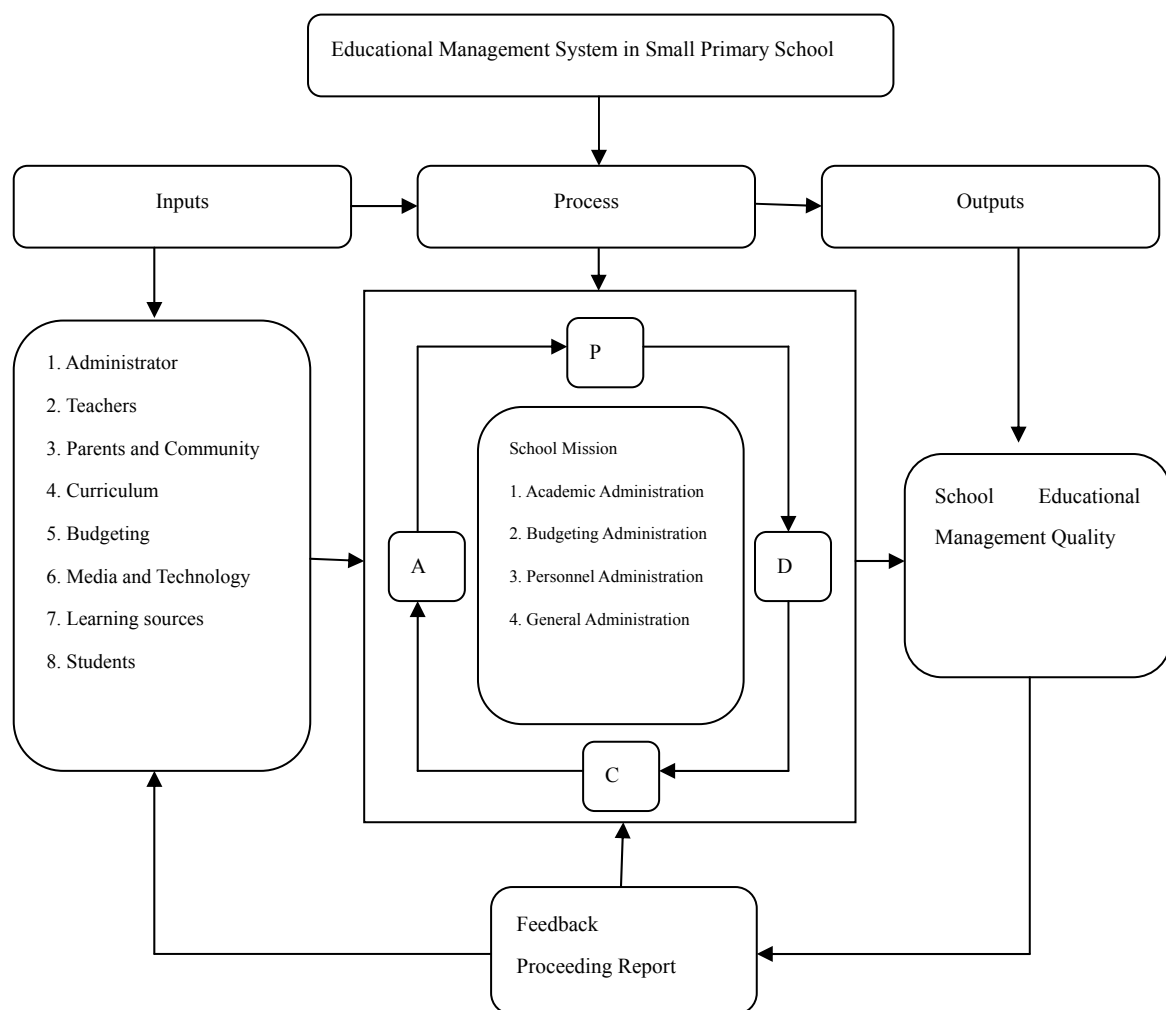 Educational Management System in Small Primary School
Inputs
Process
Outputs
1. Administrator
2. Teachers
3. Parents and Community
4. Curriculum
5. Budgeting
6. Media and Technology
7. Learning sources
8. Students
P
School Mission
1. Academic Administration
2. Budgeting Administration
3. Personnel Administration
4. General Administration
A
D
C
School Educational
Management Quality
Feedback
Proceeding Report